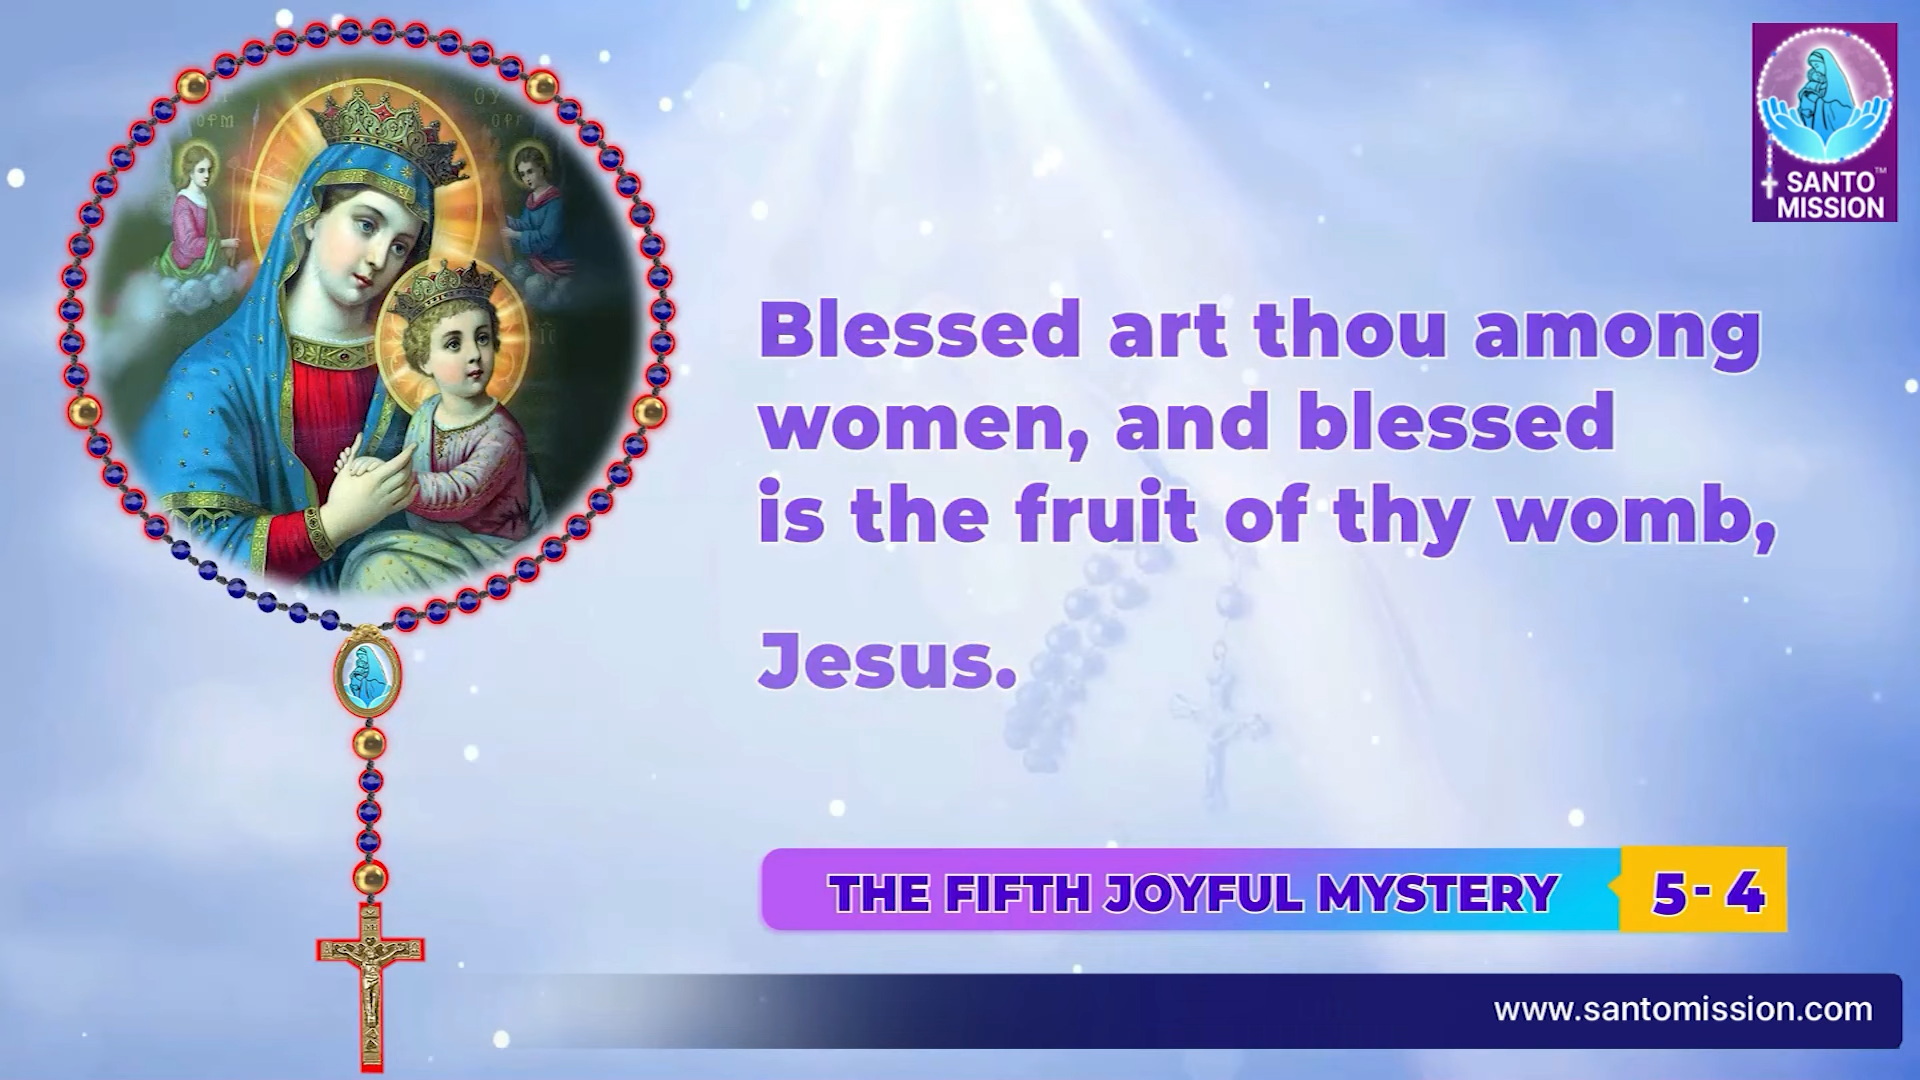 SANTO™
MISSION
Blessed art thou among
women, and blessed
is the fruit of thy womb,
Jesus.
THE FIFTH JOYFUL MYSTERY 5- 4
www.santomission.com